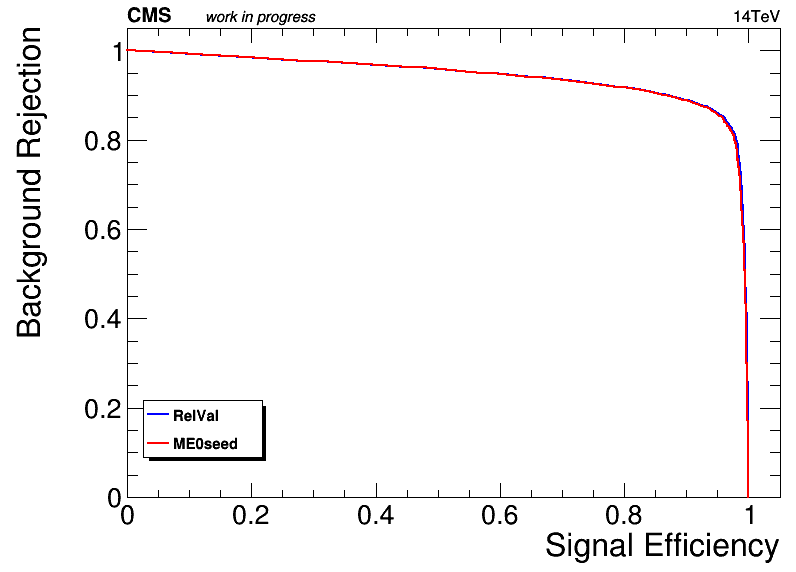 CMS work in progress 14TeV
Background Rejection
1
0.8
0.6
0.4
0.2
0
RelVal
ME0seed
0 0.2 0.4 0.6 0.8 1
Signal Efficiency